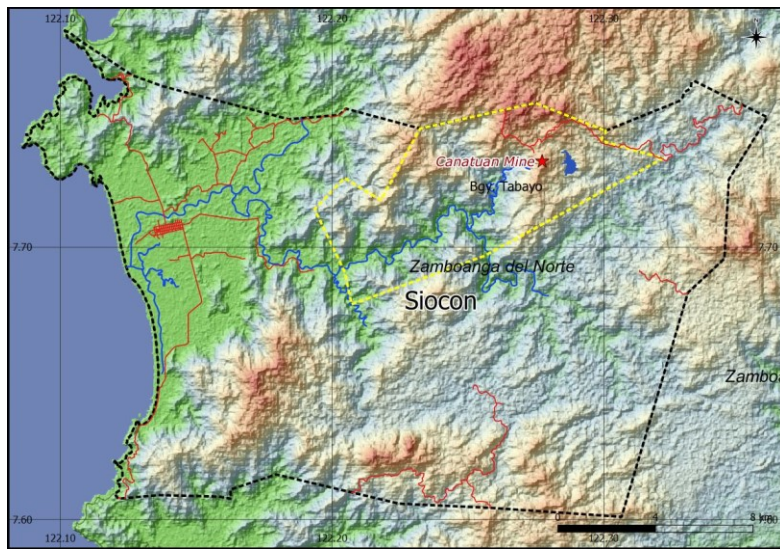 122.10
122.20
122.30
Canatuan Mine
Bgy. Tabayo
7.70
7.70
Zamboanga del Norte
Siocon
Zamboa
8 km
7.60
7.60
122.10
122.20
122.30